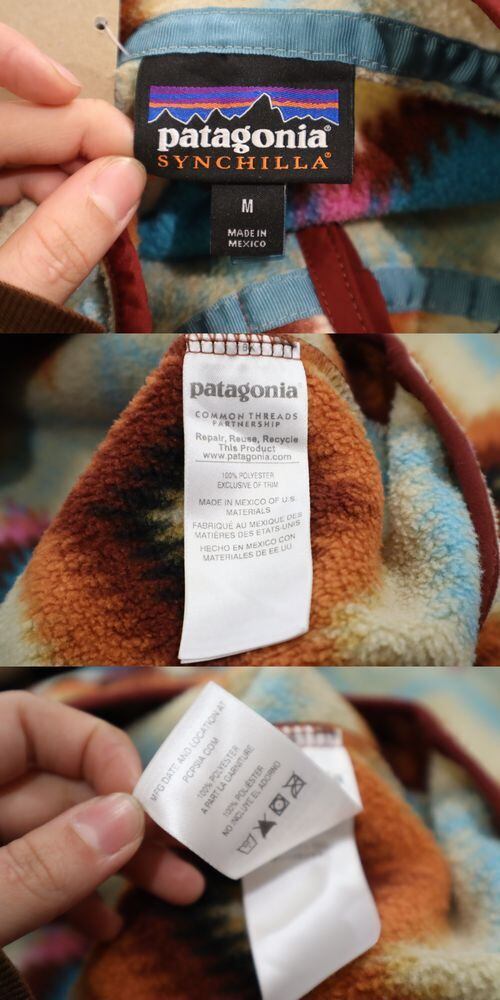 patagonia®
SYNCHILLA®
M
MADE IN
MEXICO
patagonia®
COMMON THREADS
PARTNERSHIP
Repair, Reuse, Recycle
This Product
www.patagonia.com
100% POLYESTER
EXCLUSIVE OF TRIM
MADE IN MEXICO OF U.S.
MATERIALS
FABRIQUÉ AU MEXIQUE DES
MATIÈRES DES ETATS-UNIS
HECHO EN MEXICO CON
MATERIALES DE EE UU
MFG DATE AND LOCATION AT
PCPSIA.COM
100% POLYESTER
A PART LA GARNITURE
100% POLIÉSTER
NO INCLUYE EL ADORNO